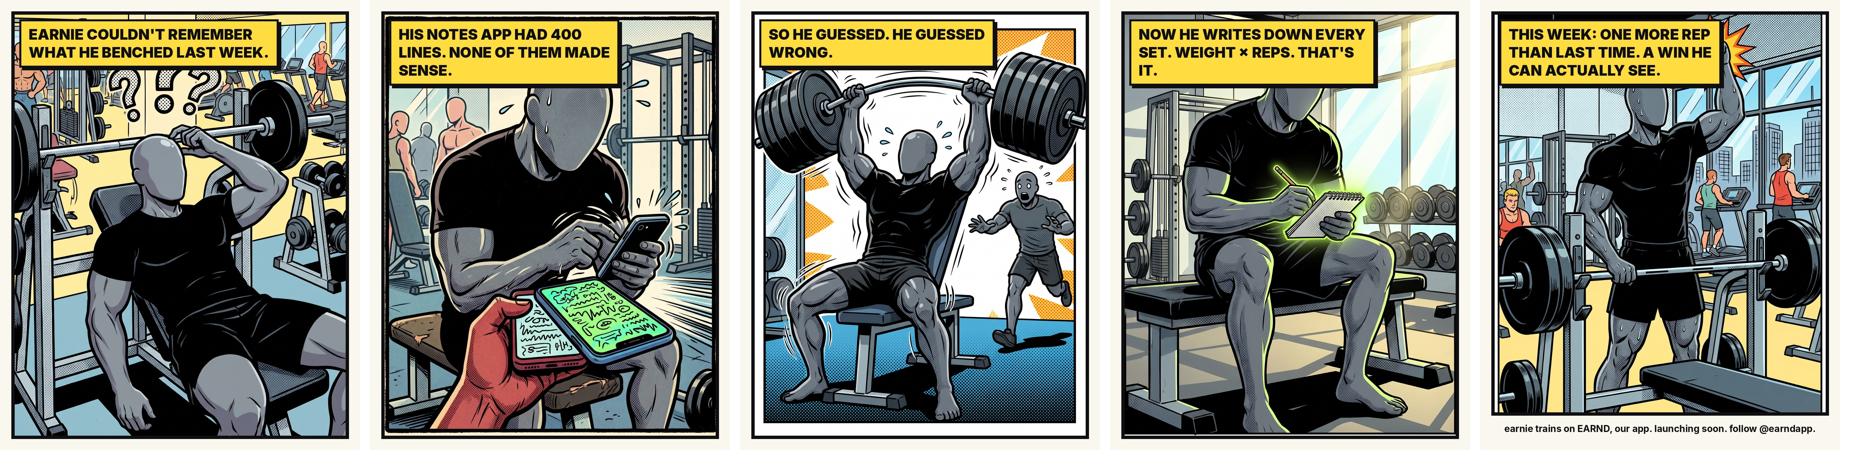 EARNIE COULDN'T REMEMBER
WHAT HE BENCHED LAST WEEK.
???
HIS NOTES APP HAD 400
LINES. NONE OF THEM MADE
SENSE.
SO HE GUESSED. HE GUESSED
WRONG.
NOW HE WRITES DOWN EVERY
SET. WEIGHT × REPS. THAT'S
IT.
THIS WEEK: ONE MORE REP
THAN LAST TIME. A WIN HE
CAN ACTUALLY SEE.
earnie trains on EARND, our app. launching soon. follow @earndapp.